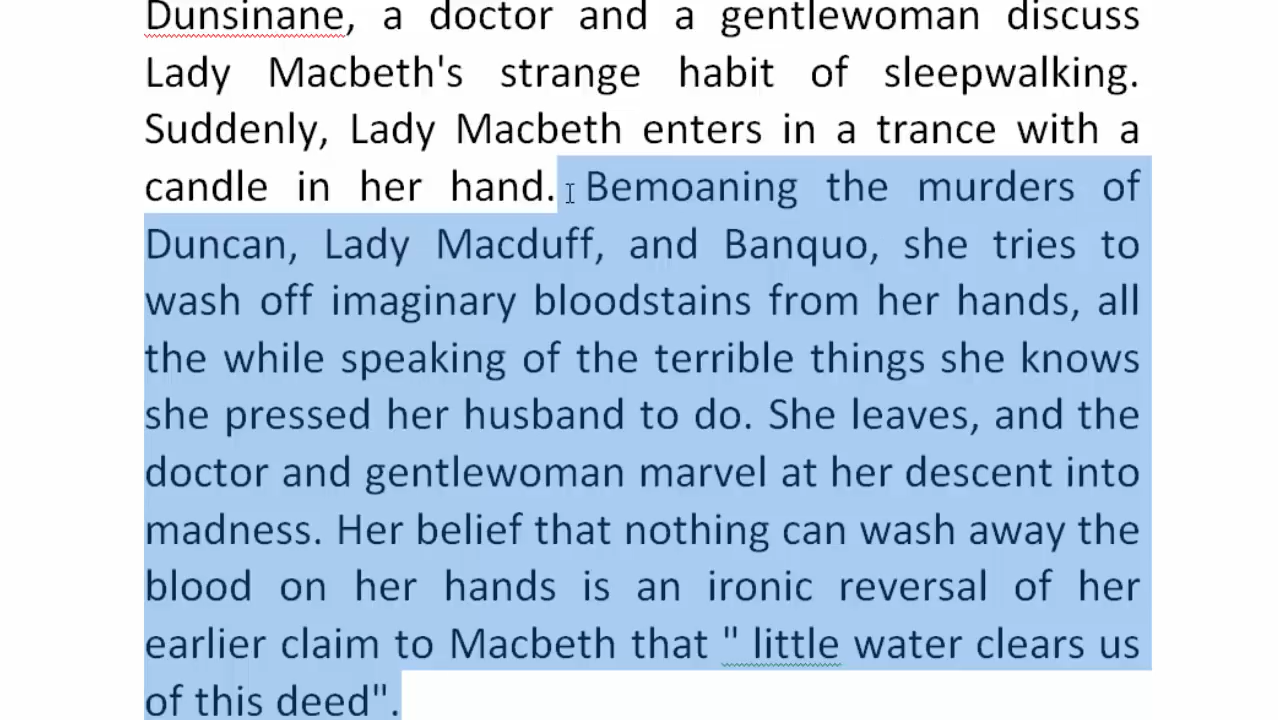 Dunsinane, a doctor and a gentlewoman discuss
Lady Macbeth's strange habit of sleepwalking.
Suddenly, Lady Macbeth enters in a trance with a
candle in her hand. Bemoaning the murders of
Duncan, Lady Macduff, and Banquo, she tries to
wash off imaginary bloodstains from her hands, all
the while speaking of the terrible things she knows
she pressed her husband to do. She leaves, and the
doctor and gentlewoman marvel at her descent into
madness. Her belief that nothing can wash away the
blood on her hands is an ironic reversal of her
earlier claim to Macbeth that " little water clears us
of this deed".